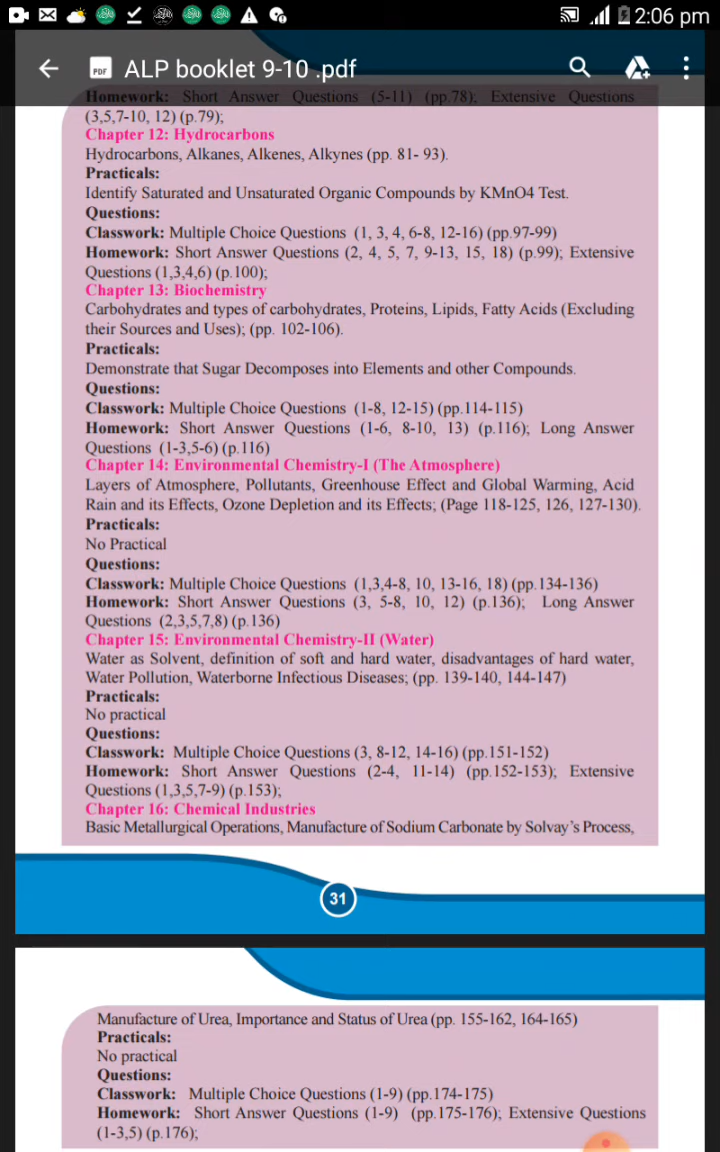 2:06 pm
PDF ALP booklet 9-10 .pdf
Homework: Short Answer Questions (5-11) (pp.78); Extensive Questions
(3,5,7-10, 12) (p.79);
Chapter 12: Hydrocarbons
Hydrocarbons, Alkanes, Alkenes, Alkynes (pp. 81- 93).
Practicals:
Identify Saturated and Unsaturated Organic Compounds by KMnO4 Test.
Questions:
Classwork: Multiple Choice Questions (1, 3, 4, 6-8, 12-16) (pp.97-99)
Homework: Short Answer Questions (2, 4, 5, 7, 9-13, 15, 18) (p.99); Extensive
Questions (1,3,4,6) (p.100);
Chapter 13: Biochemistry
Carbohydrates and types of carbohydrates, Proteins, Lipids, Fatty Acids (Excluding
their Sources and Uses); (pp. 102-106).
Practicals:
Demonstrate that Sugar Decomposes into Elements and other Compounds.
Questions:
Classwork: Multiple Choice Questions (1-8, 12-15) (pp.114-115)
Homework: Short Answer Questions (1-6, 8-10, 13) (p.116); Long Answer
Questions (1-3,5-6) (p.116)
Chapter 14: Environmental Chemistry-I (The Atmosphere)
Layers of Atmosphere, Pollutants, Greenhouse Effect and Global Warming, Acid
Rain and its Effects, Ozone Depletion and its Effects; (Page 118-125, 126, 127-130).
Practicals:
No Practical
Questions:
Classwork: Multiple Choice Questions (1,3,4-8, 10, 13-16, 18) (pp.134-136)
Homework: Short Answer Questions (3, 5-8, 10, 12) (p.136); Long Answer
Questions (2,3,5,7,8) (p.136)
Chapter 15: Environmental Chemistry-II (Water)
Water as Solvent, definition of soft and hard water, disadvantages of hard water,
Water Pollution, Waterborne Infectious Diseases; (pp. 139-140, 144-147)
Practicals:
No practical
Questions:
Classwork: Multiple Choice Questions (3, 8-12, 14-16) (pp.151-152)
Homework: Short Answer Questions (2-4, 11-14) (pp.152-153); Extensive
Questions (1,3,5,7-9) (p.153);
Chapter 16: Chemical Industries
Basic Metallurgical Operations, Manufacture of Sodium Carbonate by Solvay's Process,
31
Manufacture of Urea, Importance and Status of Urea (pp. 155-162, 164-165)
Practicals:
No practical
Questions:
Classwork: Multiple Choice Questions (1-9) (pp.174-175)
Homework: Short Answer Questions (1-9) (pp.175-176); Extensive Questions
(1-3,5) (p.176);